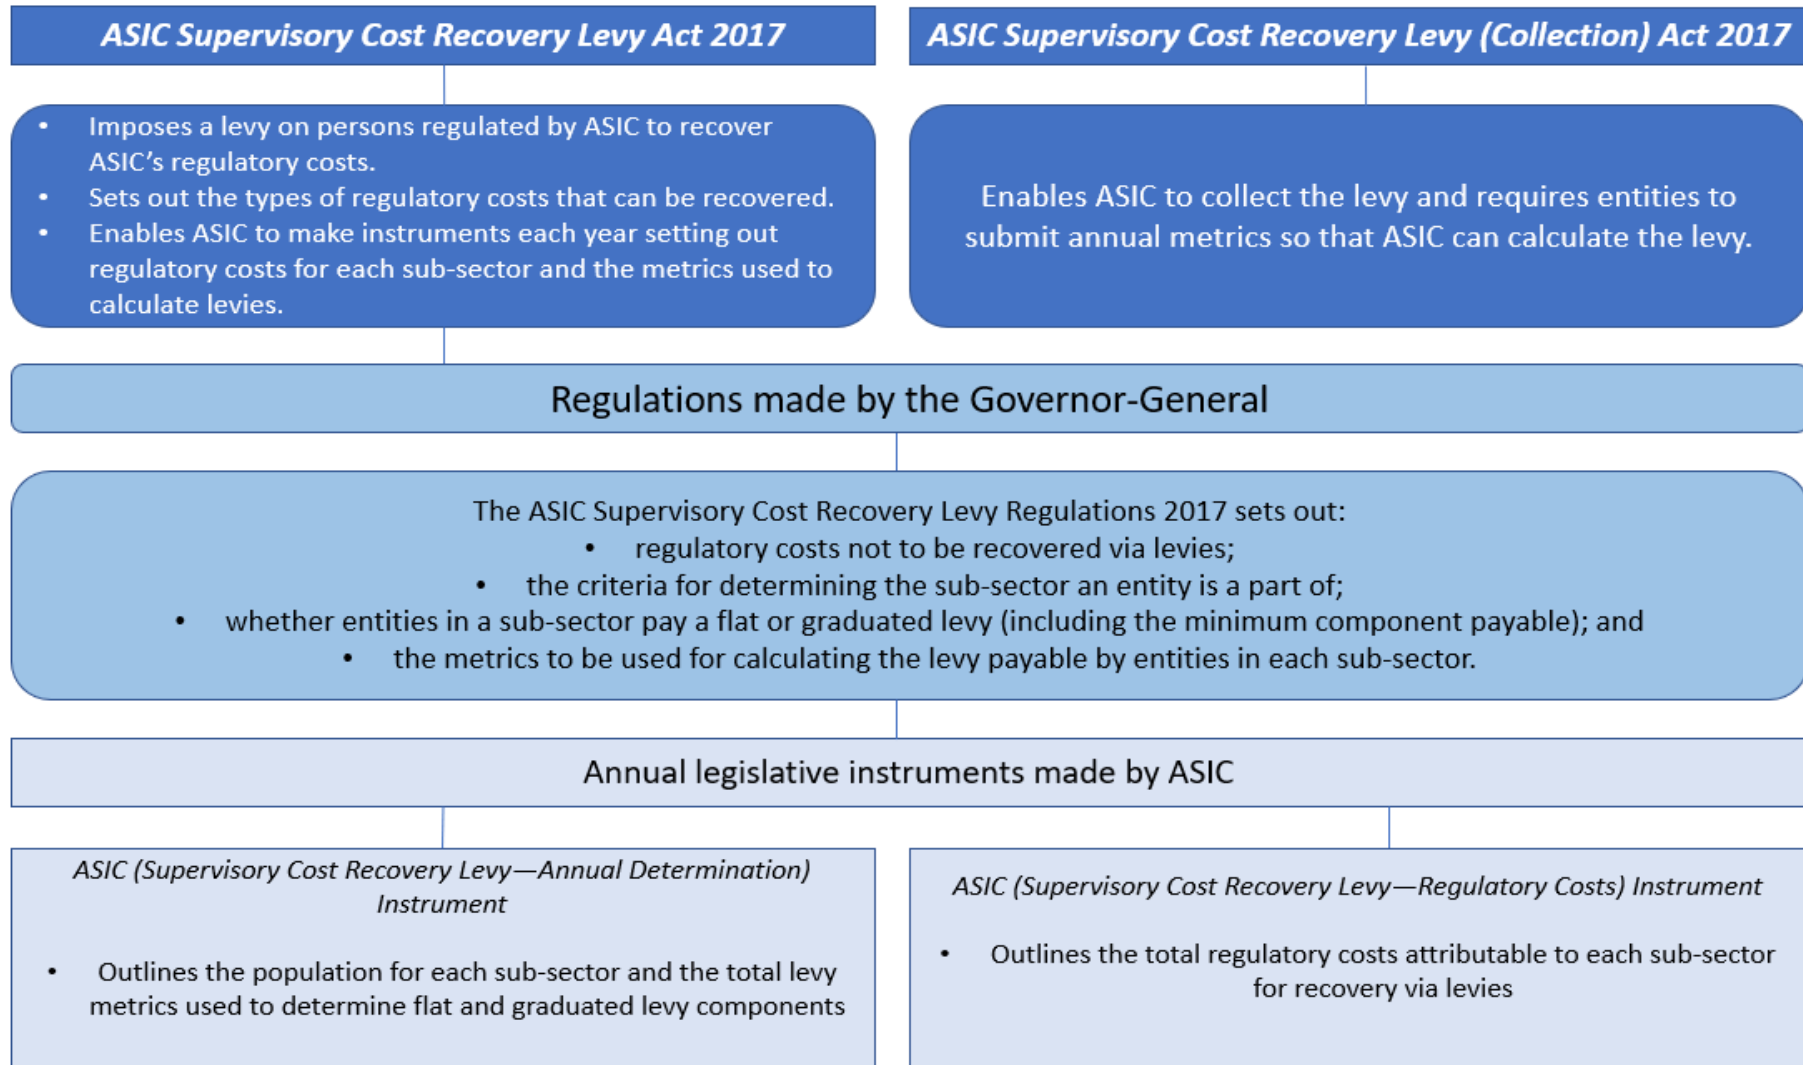 ASIC Supervisory Cost Recovery Levy Act 2017
ASIC Supervisory Cost Recovery Levy (Collection) Act 2017
• Imposes a levy on persons regulated by ASIC to recover
ASIC’s regulatory costs.
• Sets out the types of regulatory costs that can be recovered.
• Enables ASIC to make instruments each year setting out
regulatory costs for each sub-sector and the metrics used to
calculate levies.
Enables ASIC to collect the levy and requires entities to
submit annual metrics so that ASIC can calculate the levy.
Regulations made by the Governor-General
The ASIC Supervisory Cost Recovery Levy Regulations 2017 sets out:
• regulatory costs not to be recovered via levies;
• the criteria for determining the sub-sector an entity is a part of;
• whether entities in a sub-sector pay a flat or graduated levy (including the minimum component payable); and
• the metrics to be used for calculating the levy payable by entities in each sub-sector.
Annual legislative instruments made by ASIC
ASIC (Supervisory Cost Recovery Levy—Annual Determination)
Instrument
• Outlines the population for each sub-sector and the total levy
metrics used to determine flat and graduated levy components
ASIC (Supervisory Cost Recovery Levy—Regulatory Costs) Instrument
• Outlines the total regulatory costs attributable to each sub-sector
for recovery via levies